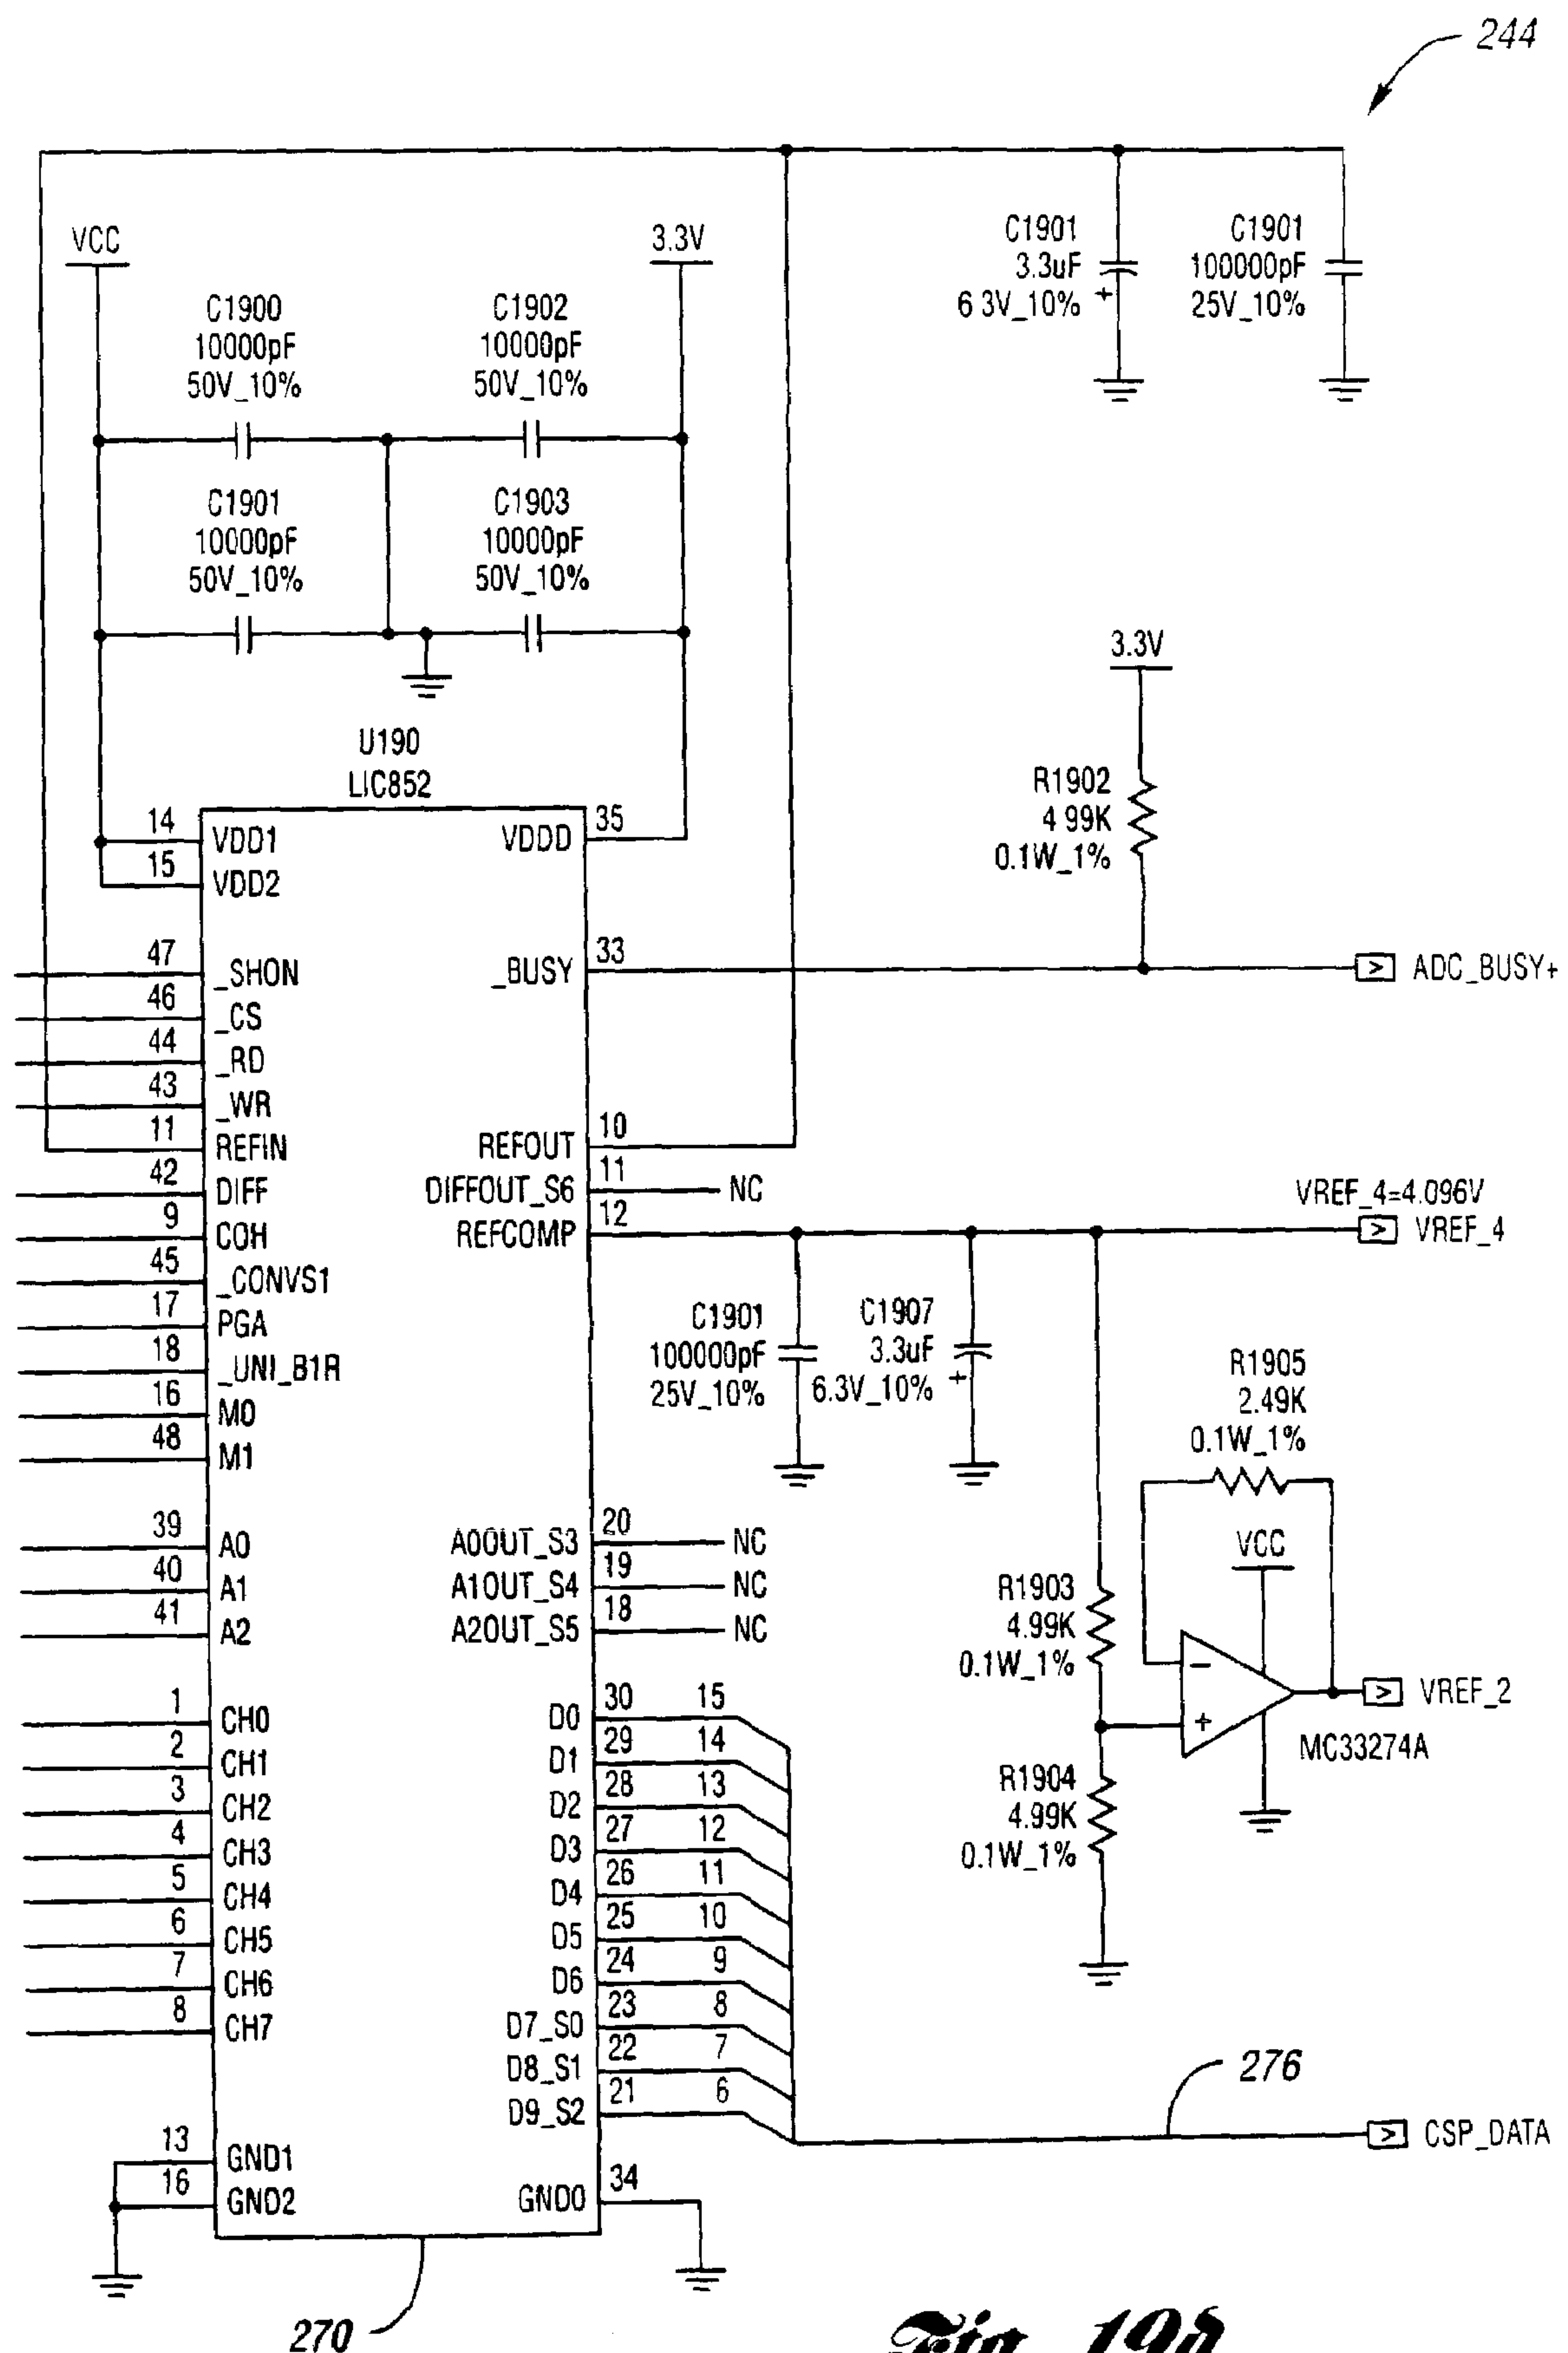 244
VCC
3.3V
C1901
3.3uF
6 3V_10%
+
C1901
100000pF
25V_10%
C1900
10000pF
50V_10%
C1902
10000pF
50V_10%
C1901
10000pF
50V_10%
C1903
10000pF
50V_10%
3.3V
R1902
4 99K
0.1W_1%
U190
LIC852
14 VDD1
15 VDD2
VDDD 35
47 _SHON
46 _CS
44 _RD
43 _WR
11 REFIN
42 DIFF
9 COH
45 _CONVS1
17 PGA
18 _UNI_B1R
16 M0
48 M1
39 A0
40 A1
41 A2
1 CH0
2 CH1
3 CH2
4 CH3
5 CH4
6 CH5
7 CH6
8 CH7
13 GND1
16 GND2
_BUSY 33
> ADC_BUSY+
REFOUT 10
DIFFOUT_S6 11 NC
REFCOMP 12
VREF_4=4.096V
> VREF_4
C1901
100000pF
25V_10%
C1907
3.3uF
6.3V_10%
+
R1905
2.49K
0.1W_1%
VCC
R1903
4.99K
0.1W_1%
−
+
> VREF_2
MC33274A
R1904
4.99K
0.1W_1%
A0OUT_S3 20 NC
A1OUT_S4 19 NC
A2OUT_S5 18 NC
D0 30 15
D1 29 14
D2 28 13
D3 27 12
D4 26 11
D5 25 10
D6 24 9
D7_S0 23 8
D8_S1 22 7
D9_S2 21 6
276
> CSP_DATA
GND0 34
270
Fig. 19d